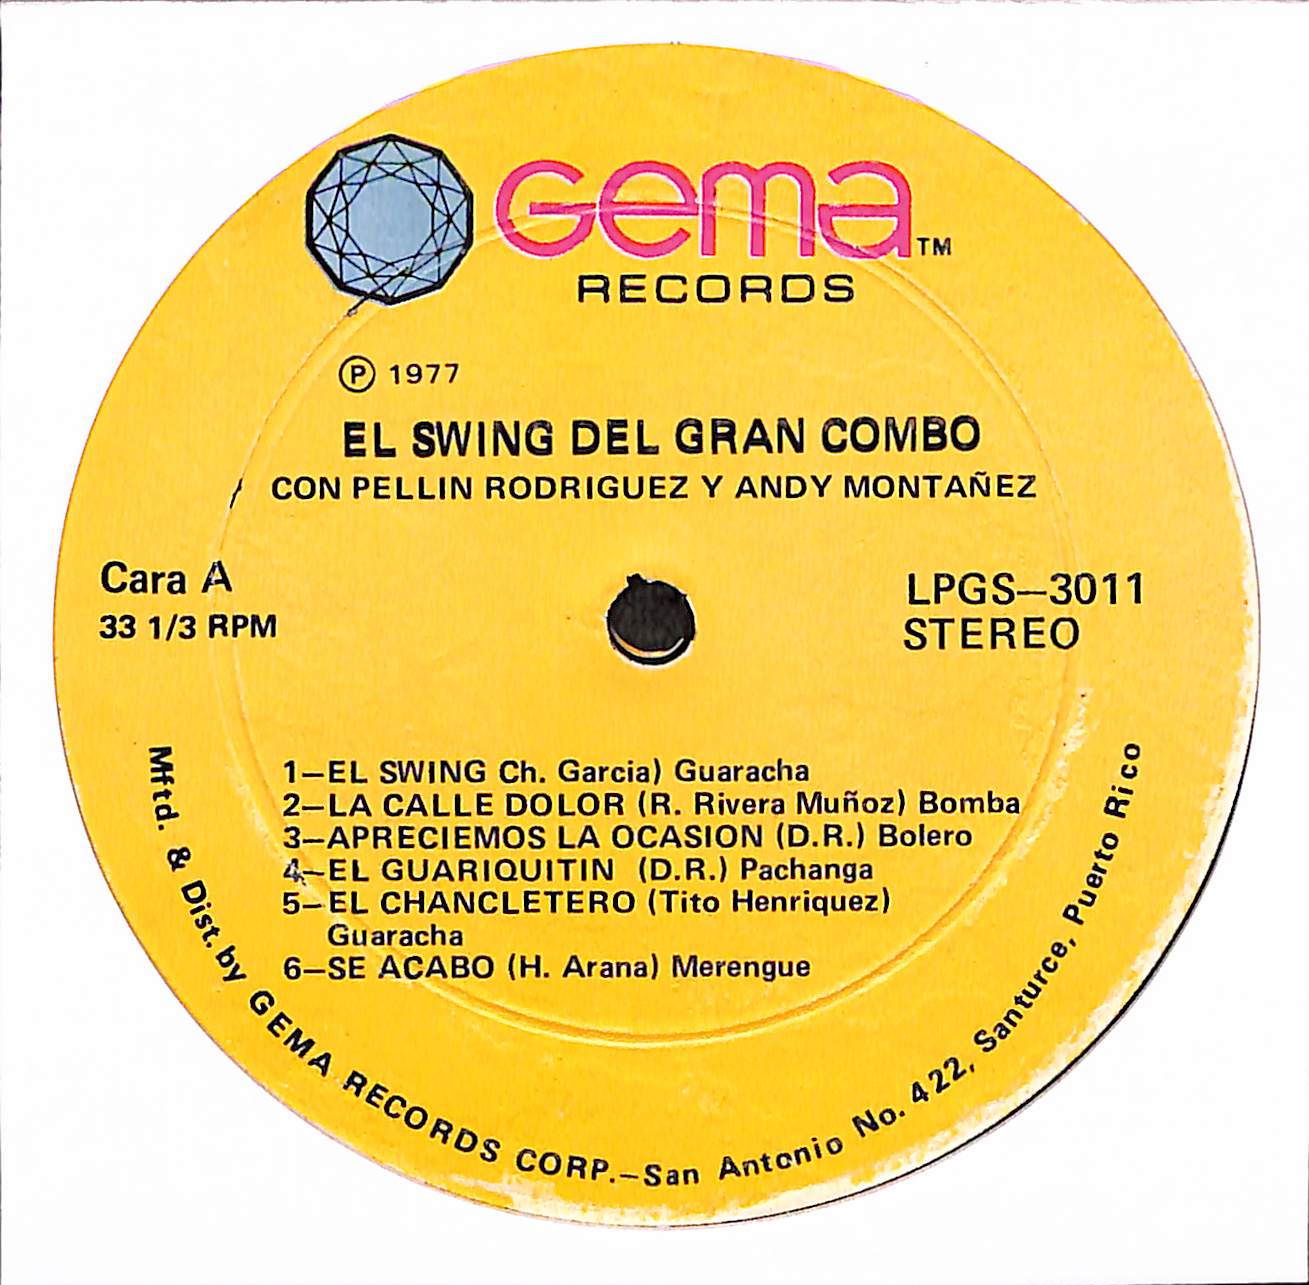 Gema TM
RECORDS
Ⓟ 1977
EL SWING DEL GRAN COMBO
CON PELLIN RODRIGUEZ Y ANDY MONTAÑEZ
Cara A
33 1/3 RPM
LPGS—3011
STEREO
1—EL SWING Ch. Garcia) Guaracha
2—LA CALLE DOLOR (R. Rivera Muñoz) Bomba
3—APRECIEMOS LA OCASION (D.R.) Bolero
4—EL GUARIQUITIN (D.R.) Pachanga
5—EL CHANCLETERO (Tito Henriquez)
Guaracha
6—SE ACABO (H. Arana) Merengue
Mftd. & Dist. by GEMA RECORDS CORP.—San Antonio No. 422, Santurce, Puerto Rico